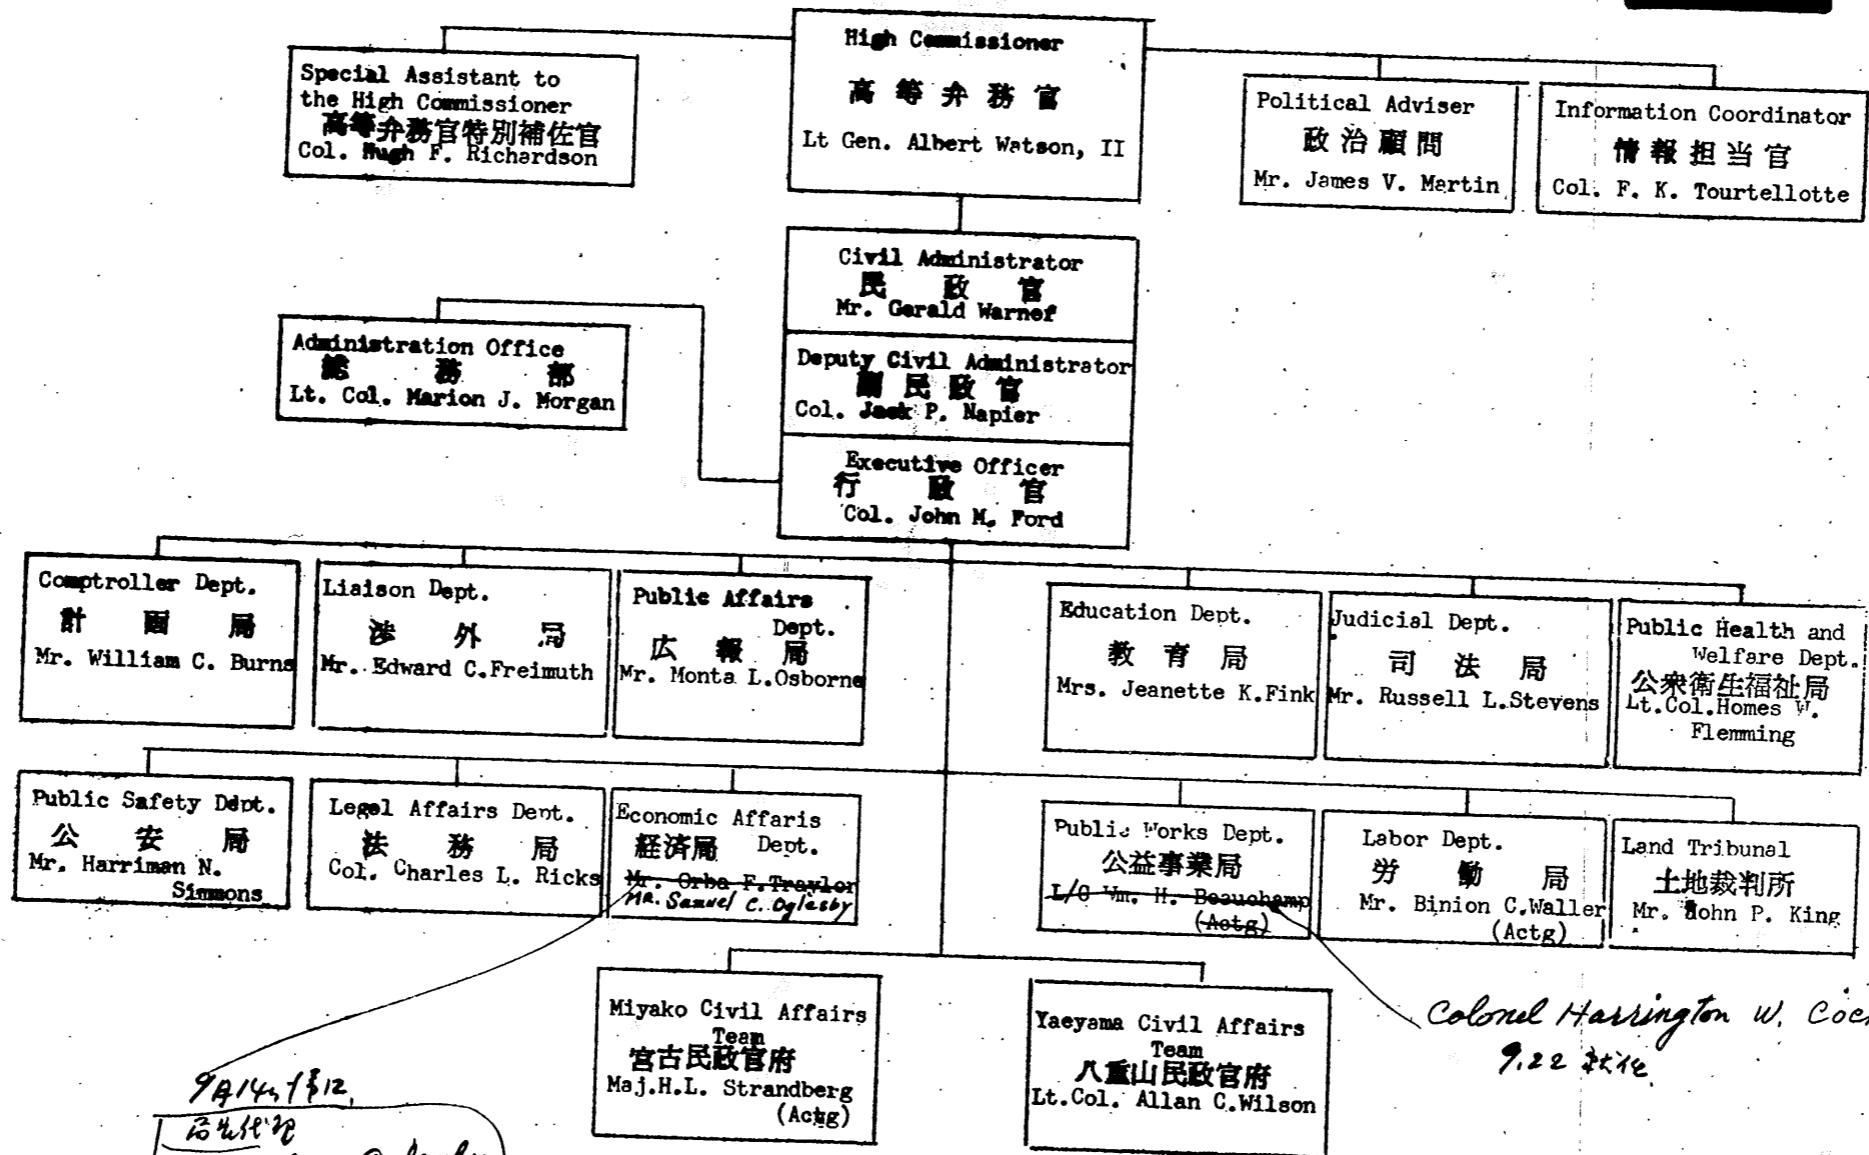 High Commissioner
高等弁務官
Lt Gen. Albert Watson, II
Special Assistant to
the High Commissioner
高等弁務官特別補佐官
Col. Hugh F. Richardson
Political Adviser
政治顧問
Mr. James V. Martin
Information Coordinator
情報担当官
Col. F. K. Tourtellotte
Civil Administrator
民政官
Mr. Gerald Warnef
Deputy Civil Administrator
副民政官
Col. Jack P. Napier
Executive Officer
行政官
Col. John M. Ford
Administration Office
総務部
Lt. Col. Marion J. Morgan
Comptroller Dept.
計画局
Mr. William C. Burns
Liaison Dept.
渉外局
Mr. Edward C.Freimuth
Public Affairs
Dept.
広報局
Mr. Monta L.Osborne
Education Dept.
教育局
Mrs. Jeanette K.Fink
Judicial Dept.
司法局
Mr. Russell L.Stevens
Public Health and
Welfare Dept.
公衆衛生福祉局
Lt.Col.Homes W.
Flemming
Public Safety Dept.
公安局
Mr. Harriman N.
Simmons
Legal Affairs Dept.
法務局
Col. Charles L. Ricks
Economic Affaris
経済局 Dept.
Mr. Orba F.Traylor
Mr. Samuel C. Oglesby
Public Works Dept.
公益事業局
L/C Wm. H. Beauchamp
(Actg)
Labor Dept.
労働局
Mr. Binion C.Waller
(Actg)
Land Tribunal
土地裁判所
Mr. John P. King
Miyako Civil Affairs
Team
宮古民政官府
Maj.H.L. Strandberg
(Actg)
Yaeyama Civil Affairs
Team
八重山民政官府
Lt.Col. Allan C.Wilson
Colonel Harrington W.
9.22
9月14